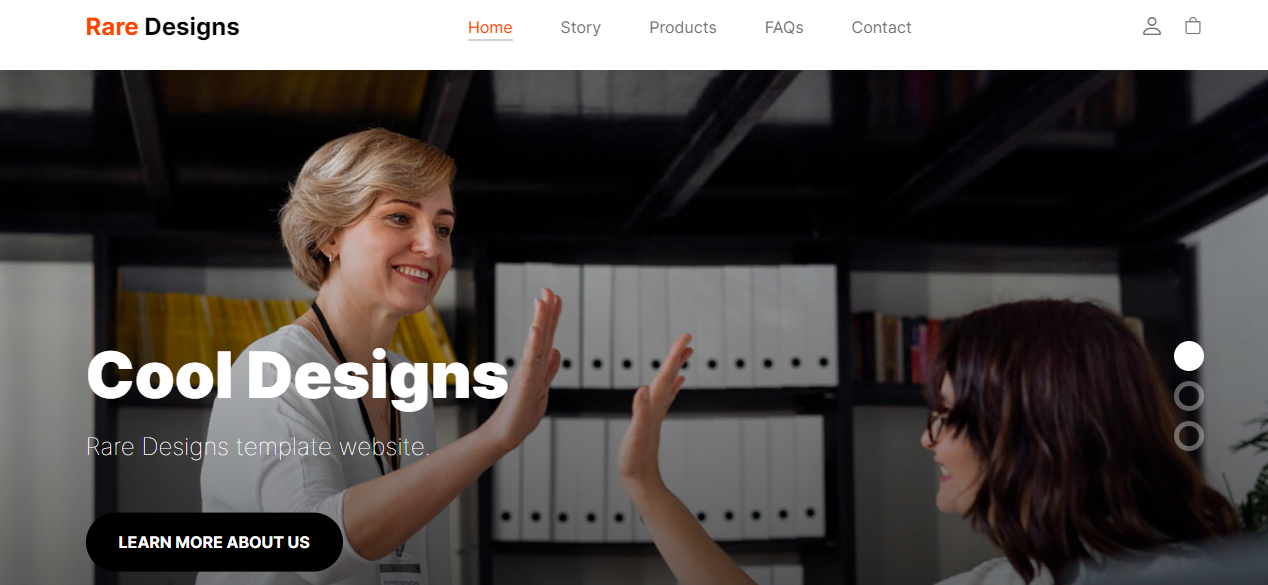 Rare Designs Home Story Products FAQs Contact
Cool Designs
Rare Designs template website.
LEARN MORE ABOUT US